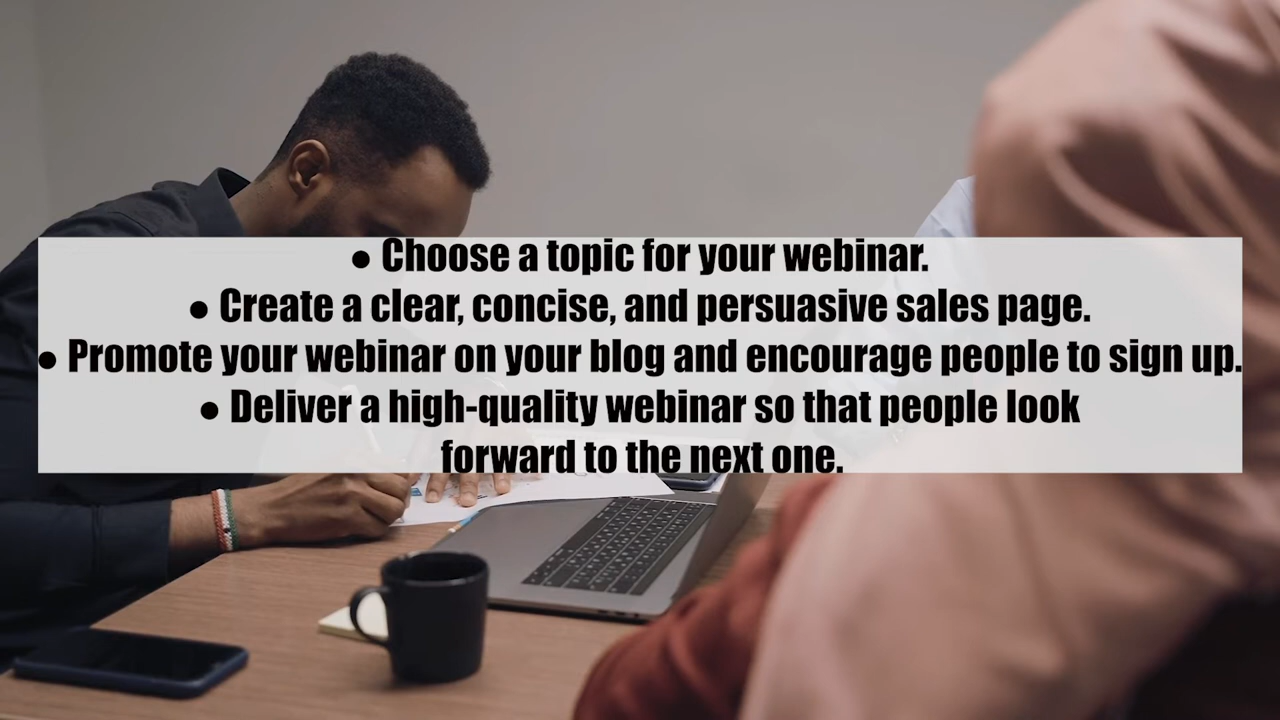 ● Choose a topic for your webinar.
● Create a clear, concise, and persuasive sales page.
● Promote your webinar on your blog and encourage people to sign up.
● Deliver a high-quality webinar so that people look
forward to the next one.